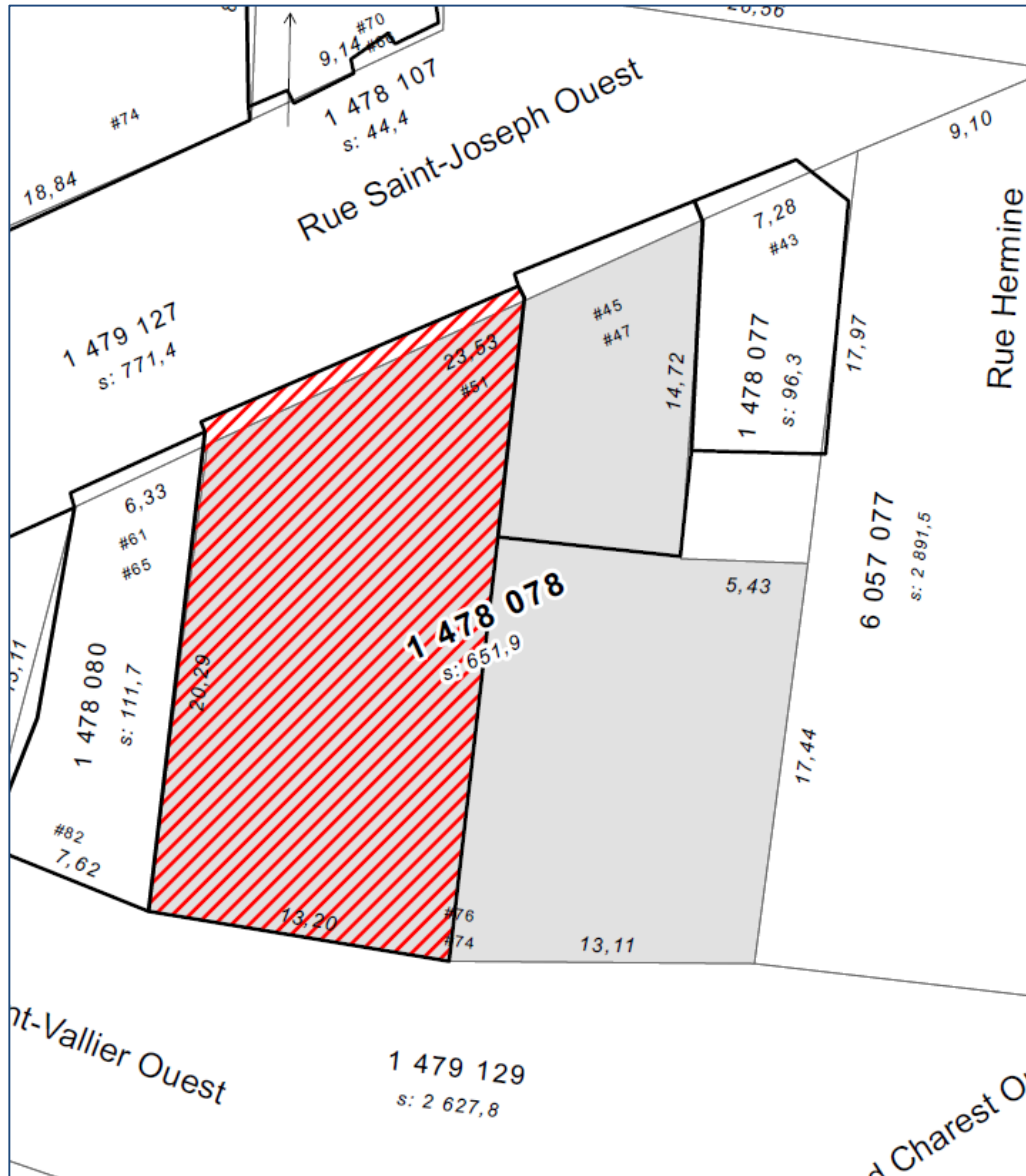 20,56
#70
9,14
1 478 107
s: 44,4
#74
18,84
Rue Saint-Joseph Ouest
9,10
7,28
#43
Rue Hermine
1 479 127
s: 771,4
#45
#47
14,72
1 478 077
s: 96,3
17,97
23,53
#51
6,33
#61
#65
6 057 077
s: 2 891,5
5,43
1 478 078
s: 651,9
1 478 080
s: 111,7
20,29
17,44
#82
7,62
13,20
#76
#74
13,11
nt-Vallier Ouest
1 479 129
s: 2 627,8
d Charest O